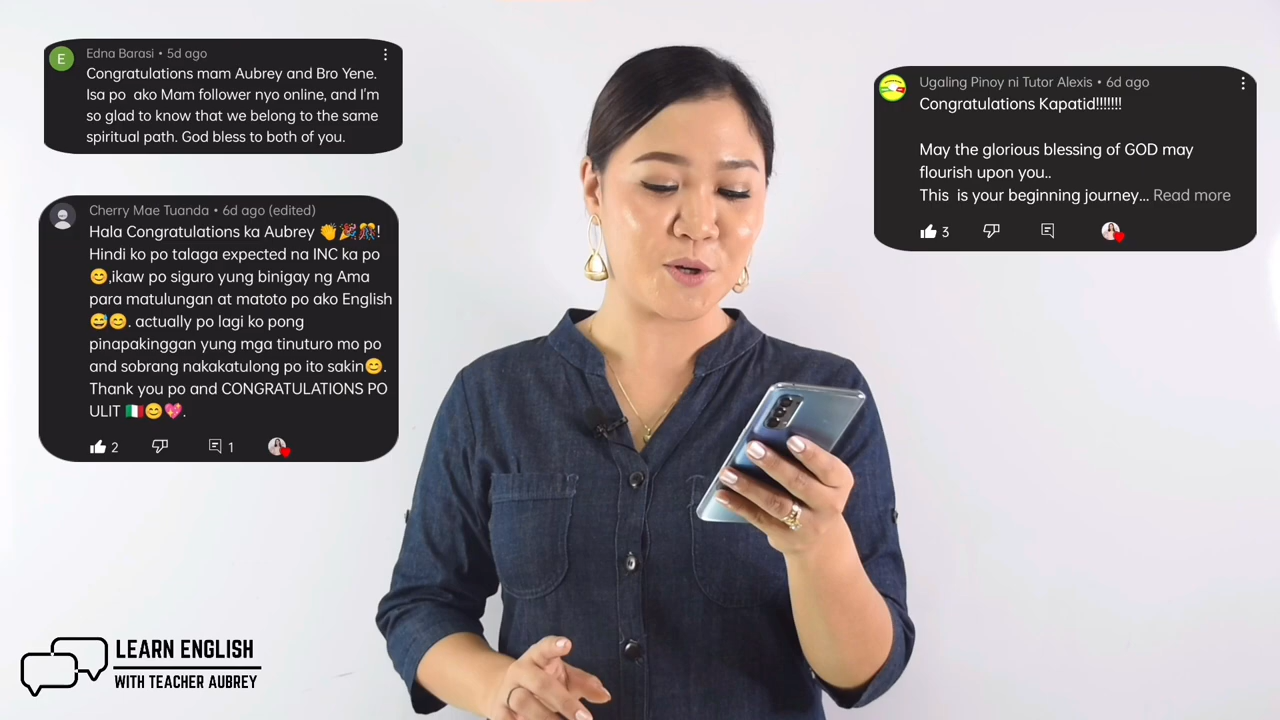 E
Edna Barasi • 5d ago
Congratulations mam Aubrey and Bro Yene.
Isa po ako Mam follower nyo online, and I'm
so glad to know that we belong to the same
spiritual path. God bless to both of you.
Cherry Mae Tuanda • 6d ago (edited)
Hala Congratulations ka Aubrey 👏🎉🎊!
Hindi ko po talaga expected na INC ka po
😊,ikaw po siguro yung binigay ng Ama
para matulungan at matoto po ako English
😅😊. actually po lagi ko pong
pinapakinggan yung mga tinuturo mo po
and sobrang nakakatulong po ito sakin😊.
Thank you po and CONGRATULATIONS PO
ULIT 🇮🇹😊💖.
2
1
Ugaling Pinoy ni Tutor Alexis • 6d ago
Congratulations Kapatid!!!!!!!
May the glorious blessing of GOD may
flourish upon you..
This is your beginning journey... Read more
3
LEARN ENGLISH
WITH TEACHER AUBREY